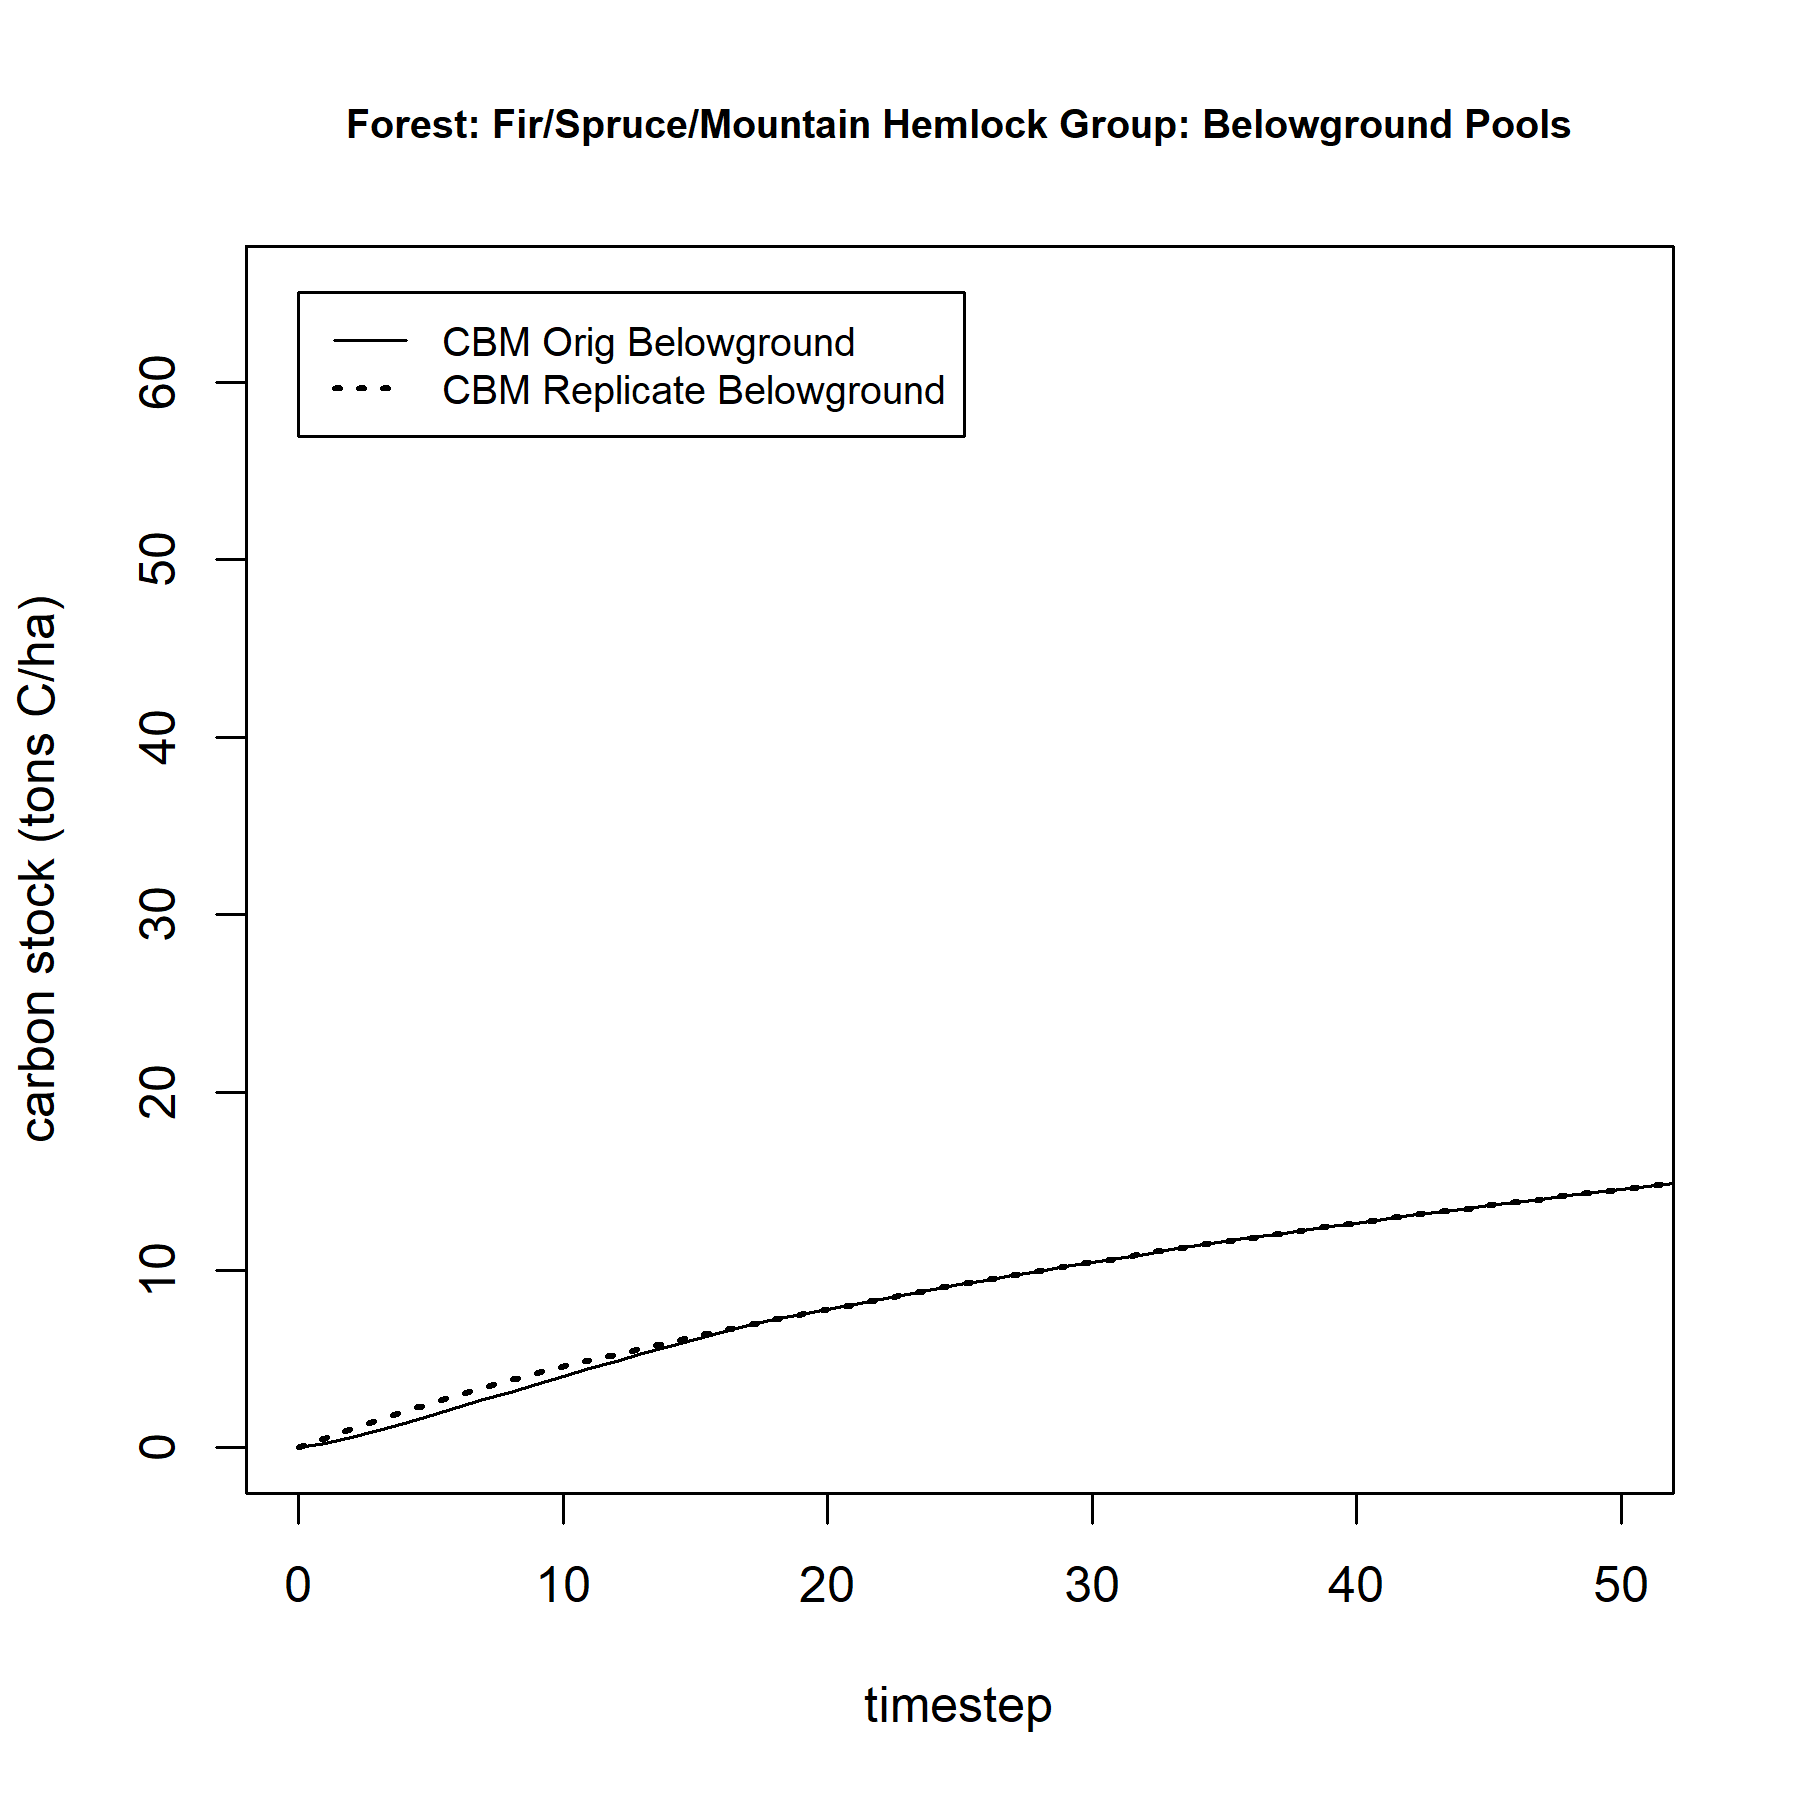 Forest: Fir/Spruce/Mountain Hemlock Group: Belowground Pools
CBM Orig Belowground
CBM Replicate Belowground
carbon stock (tons C/ha)
60
50
40
30
20
10
0
0 10 20 30 40 50
timestep